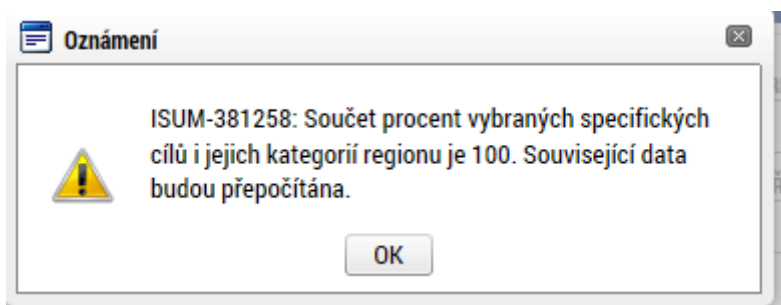 Oznámení
ISUM-381258: Součet procent vybraných specifických
cílů i jejich kategorií regionu je 100. Související data
budou přepočítána.
OK